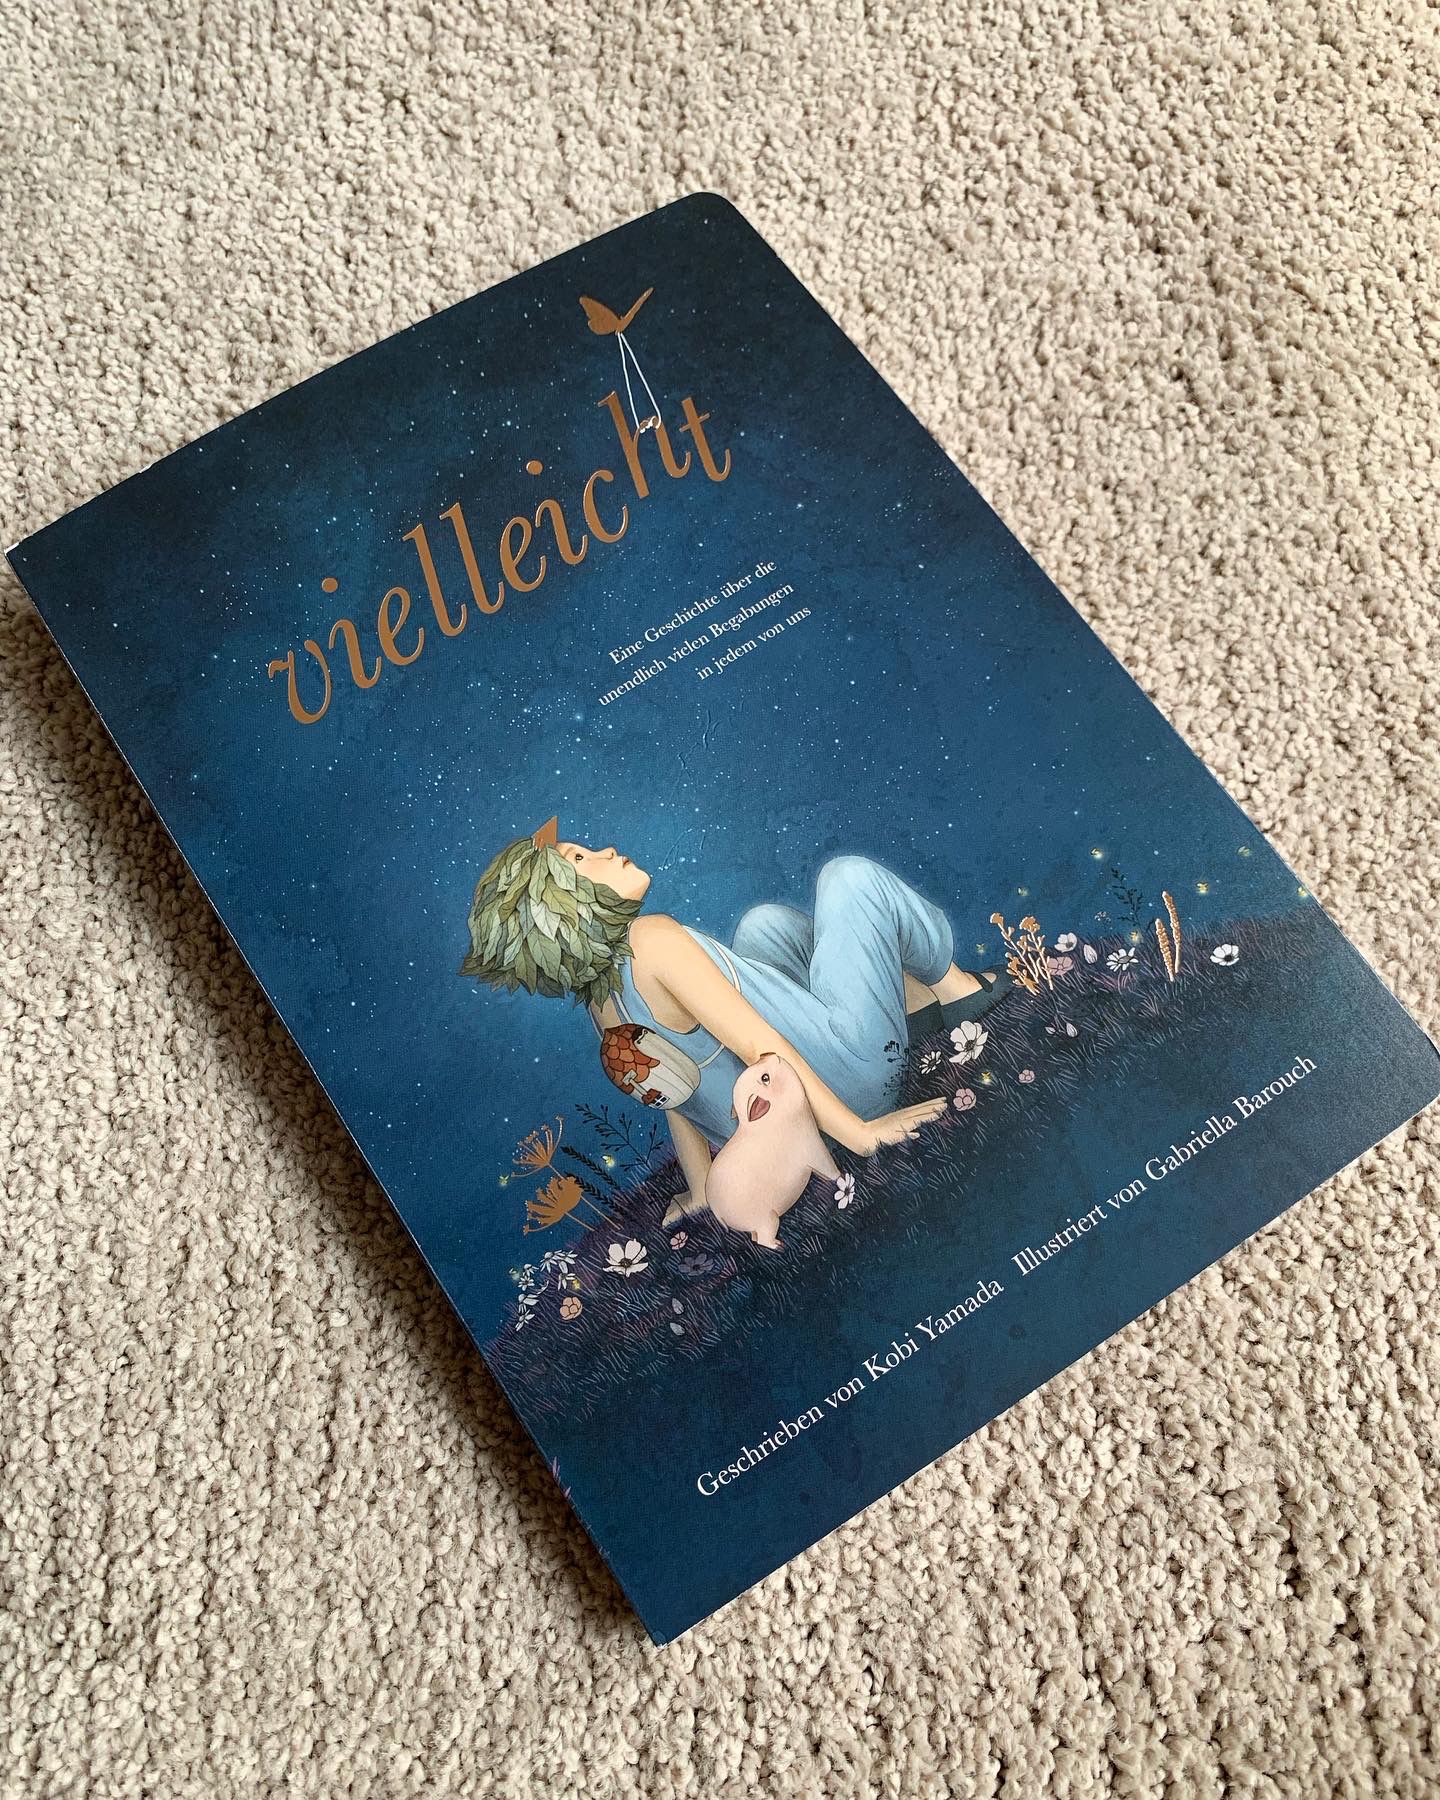 vielleicht
Eine Geschichte über die
unendlich vielen Begabungen
in jedem von uns
Geschrieben von Kobi Yamada Illustriert von Gabriella Barouch